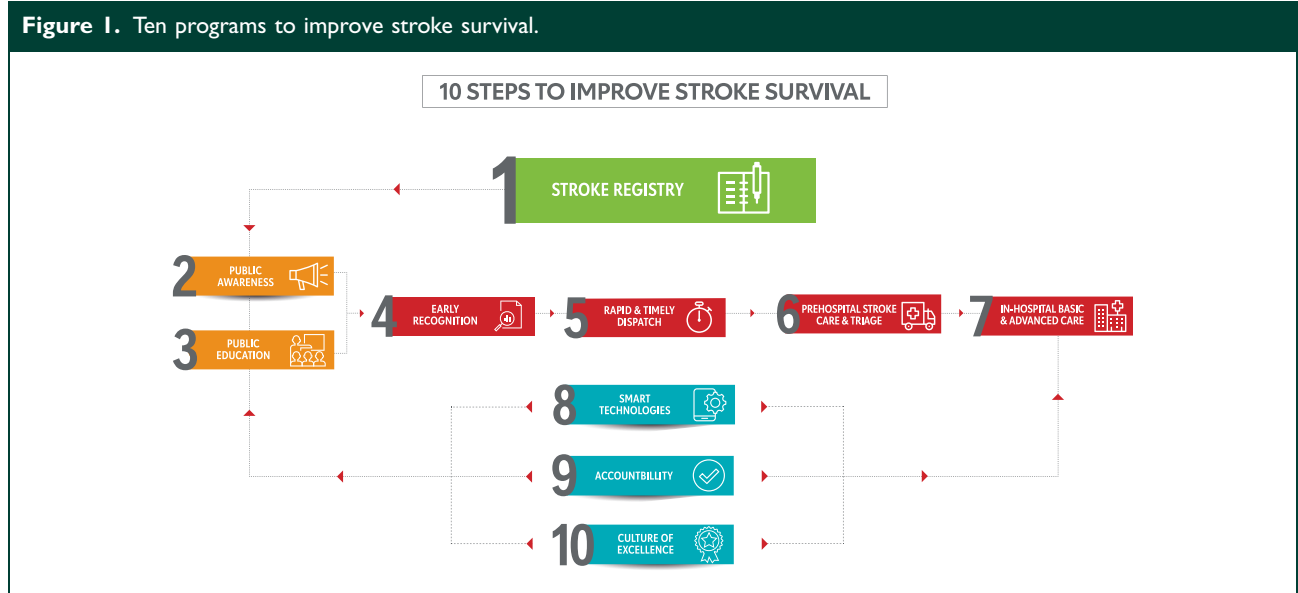 Figure 1. Ten programs to improve stroke survival.
10 STEPS TO IMPROVE STROKE SURVIVAL
1 STROKE REGISTRY
2 PUBLIC
AWARENESS
3 PUBLIC
EDUCATION
4 EARLY
RECOGNITION
5 RAPID & TIMELY
DISPATCH
6 PREHOSPITAL STROKE
CARE & TRIAGE
7 IN-HOSPITAL BASIC
& ADVANCED CARE
8 SMART
TECHNOLOGIES
9 ACCOUNTBILLITY
10 CULTURE OF
EXCELLENCE